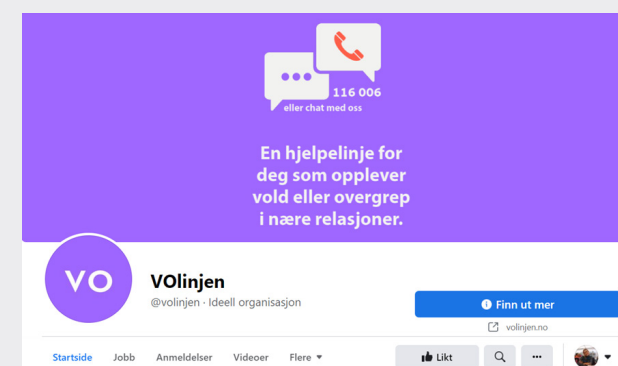 116 006
eller chat med oss
En hjelpelinje for
deg som opplever
vold eller overgrep
i nære relasjoner.
VO
VOlinjen
@volinjen · Ideell organisasjon
Finn ut mer
volinjen.no
Startside Jobb Anmeldelser Videoer Flere Likt